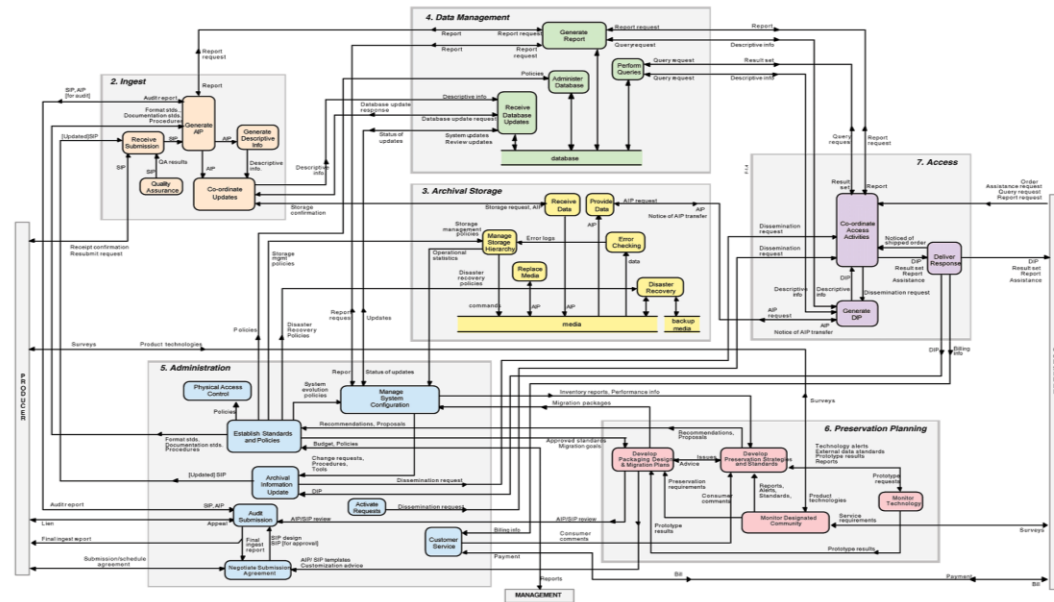 4. Data Management
Report request
Report
Report
Report request
Generate
Report
Report request
Report
Query request
Descriptive info
Report
Report
request
Report
request
Report
2. Ingest
SIP, AIP
[for audit]
Audit report
Format stds.,
Documentation stds.
Procedures
[Updated] SIP
Receive
Submission
SIP
Generate
AIP
AIP
Generate
Descriptive
Info
SIP
SIP
QA results
Quality
Assurance
AIP
Descriptive
info.
Co-ordinate
Updates
Descriptive
info
Storage
confirmation
Receipt confirmation
Resubmit request
Policies
Administer
Database
Perform
Queries
Query request
Result set
Query request
Descriptive info
Database update
response
Descriptive info
Receive
Database
Updates
Database update request
Status of
updates
System updates
Review updates
database
3. Archival Storage
Storage request, AIP
Receive
Data
Provide
Data
AIP request
AIP
Notice of AIP transfer
Storage
management
policies
Manage
Storage
Hierarchy
Error logs
Error
Checking
AIP
Operational
statistics
Disaster
recovery
policies
Replace
Media
data
Disaster
Recovery
commands
AIP
AIP
media
backup
media
Storage
mgmt
policies
Policies
Disaster
Recovery
Policies
Report
request
Updates
7. Access
Query
request
Report
request
Result
set
Report
Order
Assistance request
Query request
Report request
Dissemination
request
Dissemination
request
Co-ordinate
Access
Activities
Noticed of
shipped order
Deliver
Response
DIP
Result set
Report
Assistance
DIP
Result set
Report
Assistance
Descriptive
info
Descriptive
info
DIP
Dissemination request
Generate
DIP
AIP
request
AIP
Notice of AIP transfer
DIP
Billing
info
Surveys
Product technologies
PRODUCER
5. Administration
Report
Status of updates
Physical Access
Control
Policies
System
evolution
policies
Manage
System
Configuration
Inventory reports, Performance info
Migration packages
Surveys
Establish Standards
and Policies
Recommendations, Proposals
Budget, Policies
Approved standards
Migration goals
Format stds.
Documentation stds.
Procedures
Change requests,
Procedures,
Tools
[Updated] SIP
Archival
Information
Update
Dissemination request
DIP
Activate
Requests
Dissemination request
Audit report
SIP, AIP
Audit
Submission
AIP/SIP review
AIP/SIP review
Lien
Appeal
Final ingest report
Final
ingest
report
SIP design
SIP [for approval]
Submission/schedule
agreement
Negotiate Submission
Agreement
AIP/ SIP templates
Customization advice
Customer
Service
Billing info
Payment
Consumer
comments
Reports
MANAGEMENT
6. Preservation Planning
Recommendations,
Proposals
Technology alerts
External data standards
Prototype results
Reports
Develop
Packaging Designs
& Migration Plans
Issues
Advice
Develop
Preservation Strategies
and Standards
Prototype
requests
Preservation
requirements
Consumer
comments
Reports,
Alerts,
Standards,
Product
technologies
Monitor
Technology
Monitor Designated
Community
Service
requirements
Prototype
results
Prototype results
Surveys
Bill
Payment
Bill